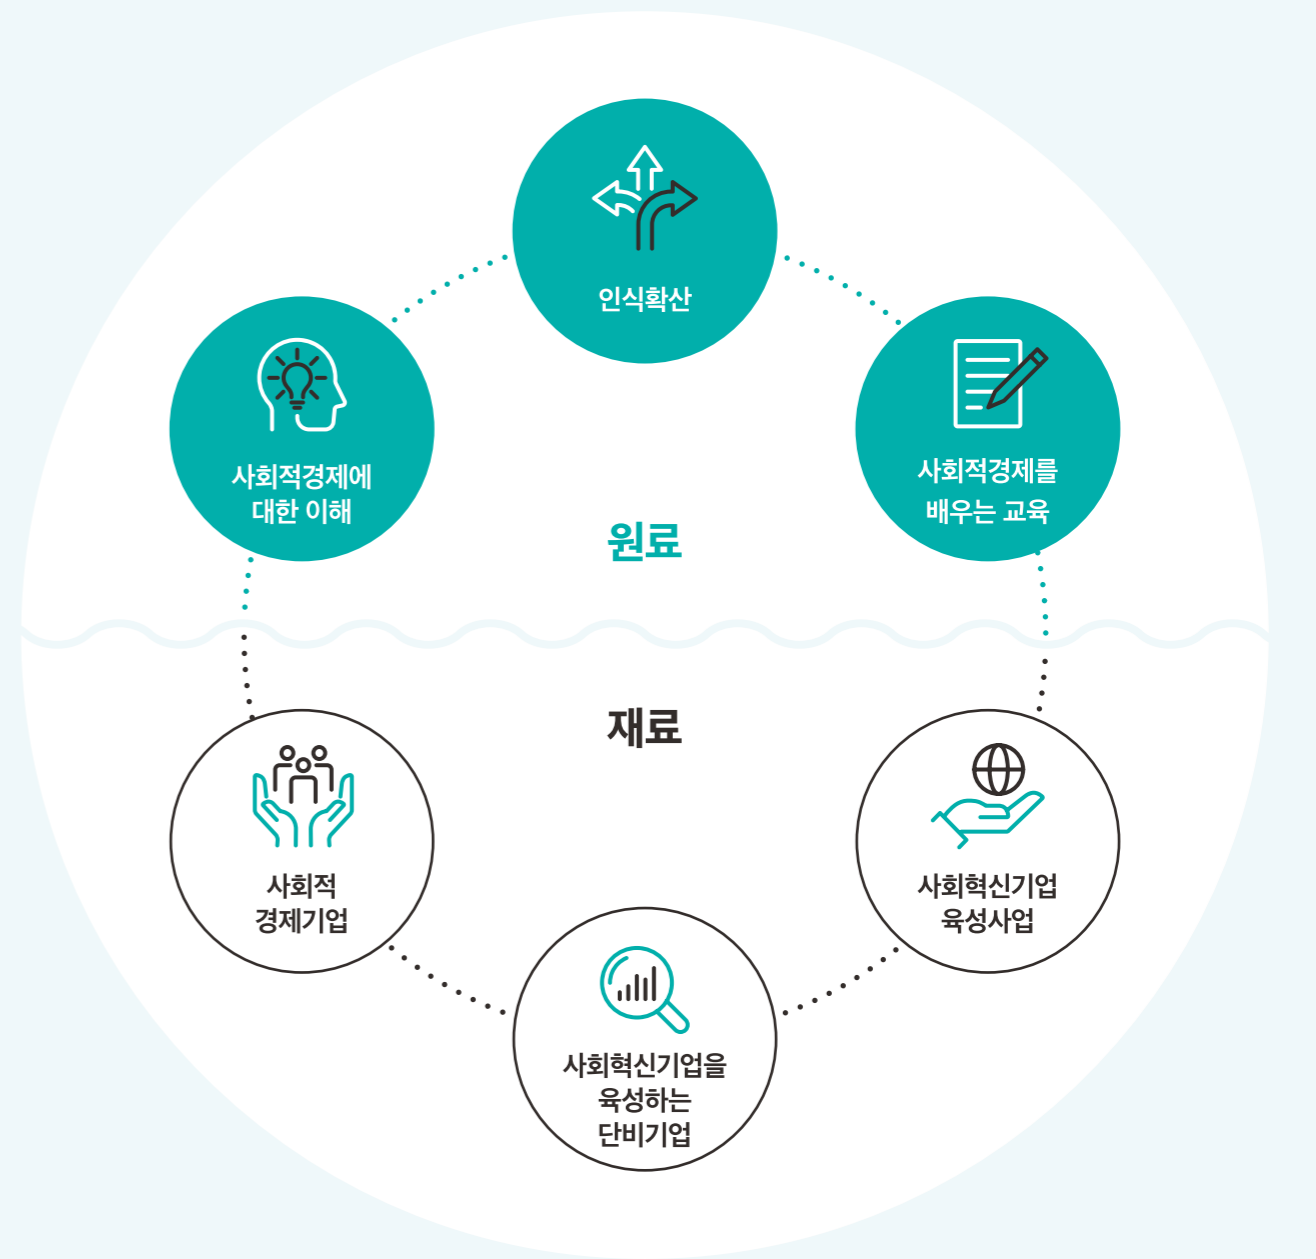 인식확산
사회적경제에
대한 이해
사회적경제를
배우는 교육
원료
재료
사회적
경제기업
사회혁신기업
육성사업
사회혁신기업을
육성하는
단비기업